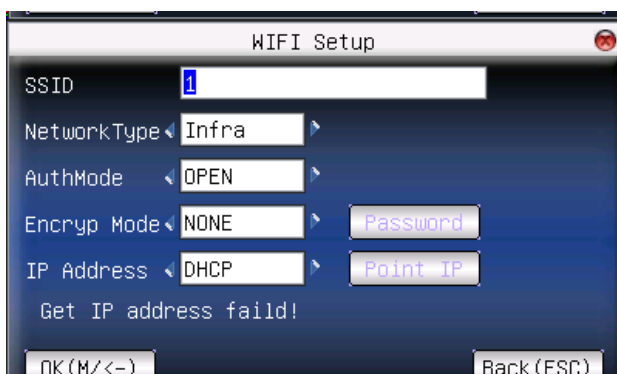 WIFI Setup
SSID 1
NetworkType Infra
AuthMode OPEN
Encryp Mode NONE Password
IP Address DHCP Point IP
Get IP address faild!
OK(M/<-) Back(ESC)